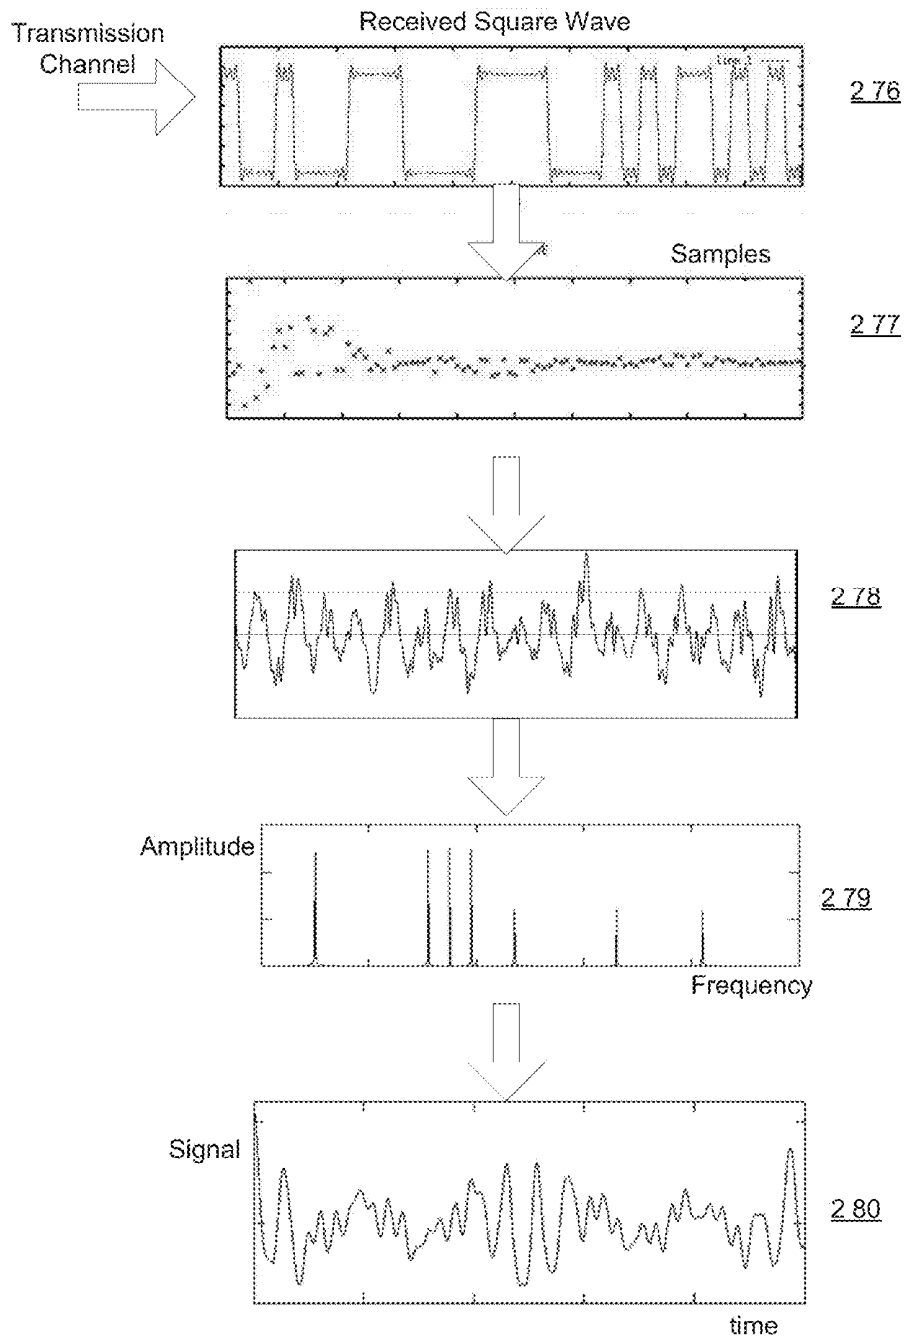 Received Square Wave
Transmission
Channel
2 76
Samples
2 77
2 78
Amplitude
2 79
Frequency
Signal
2 80
time